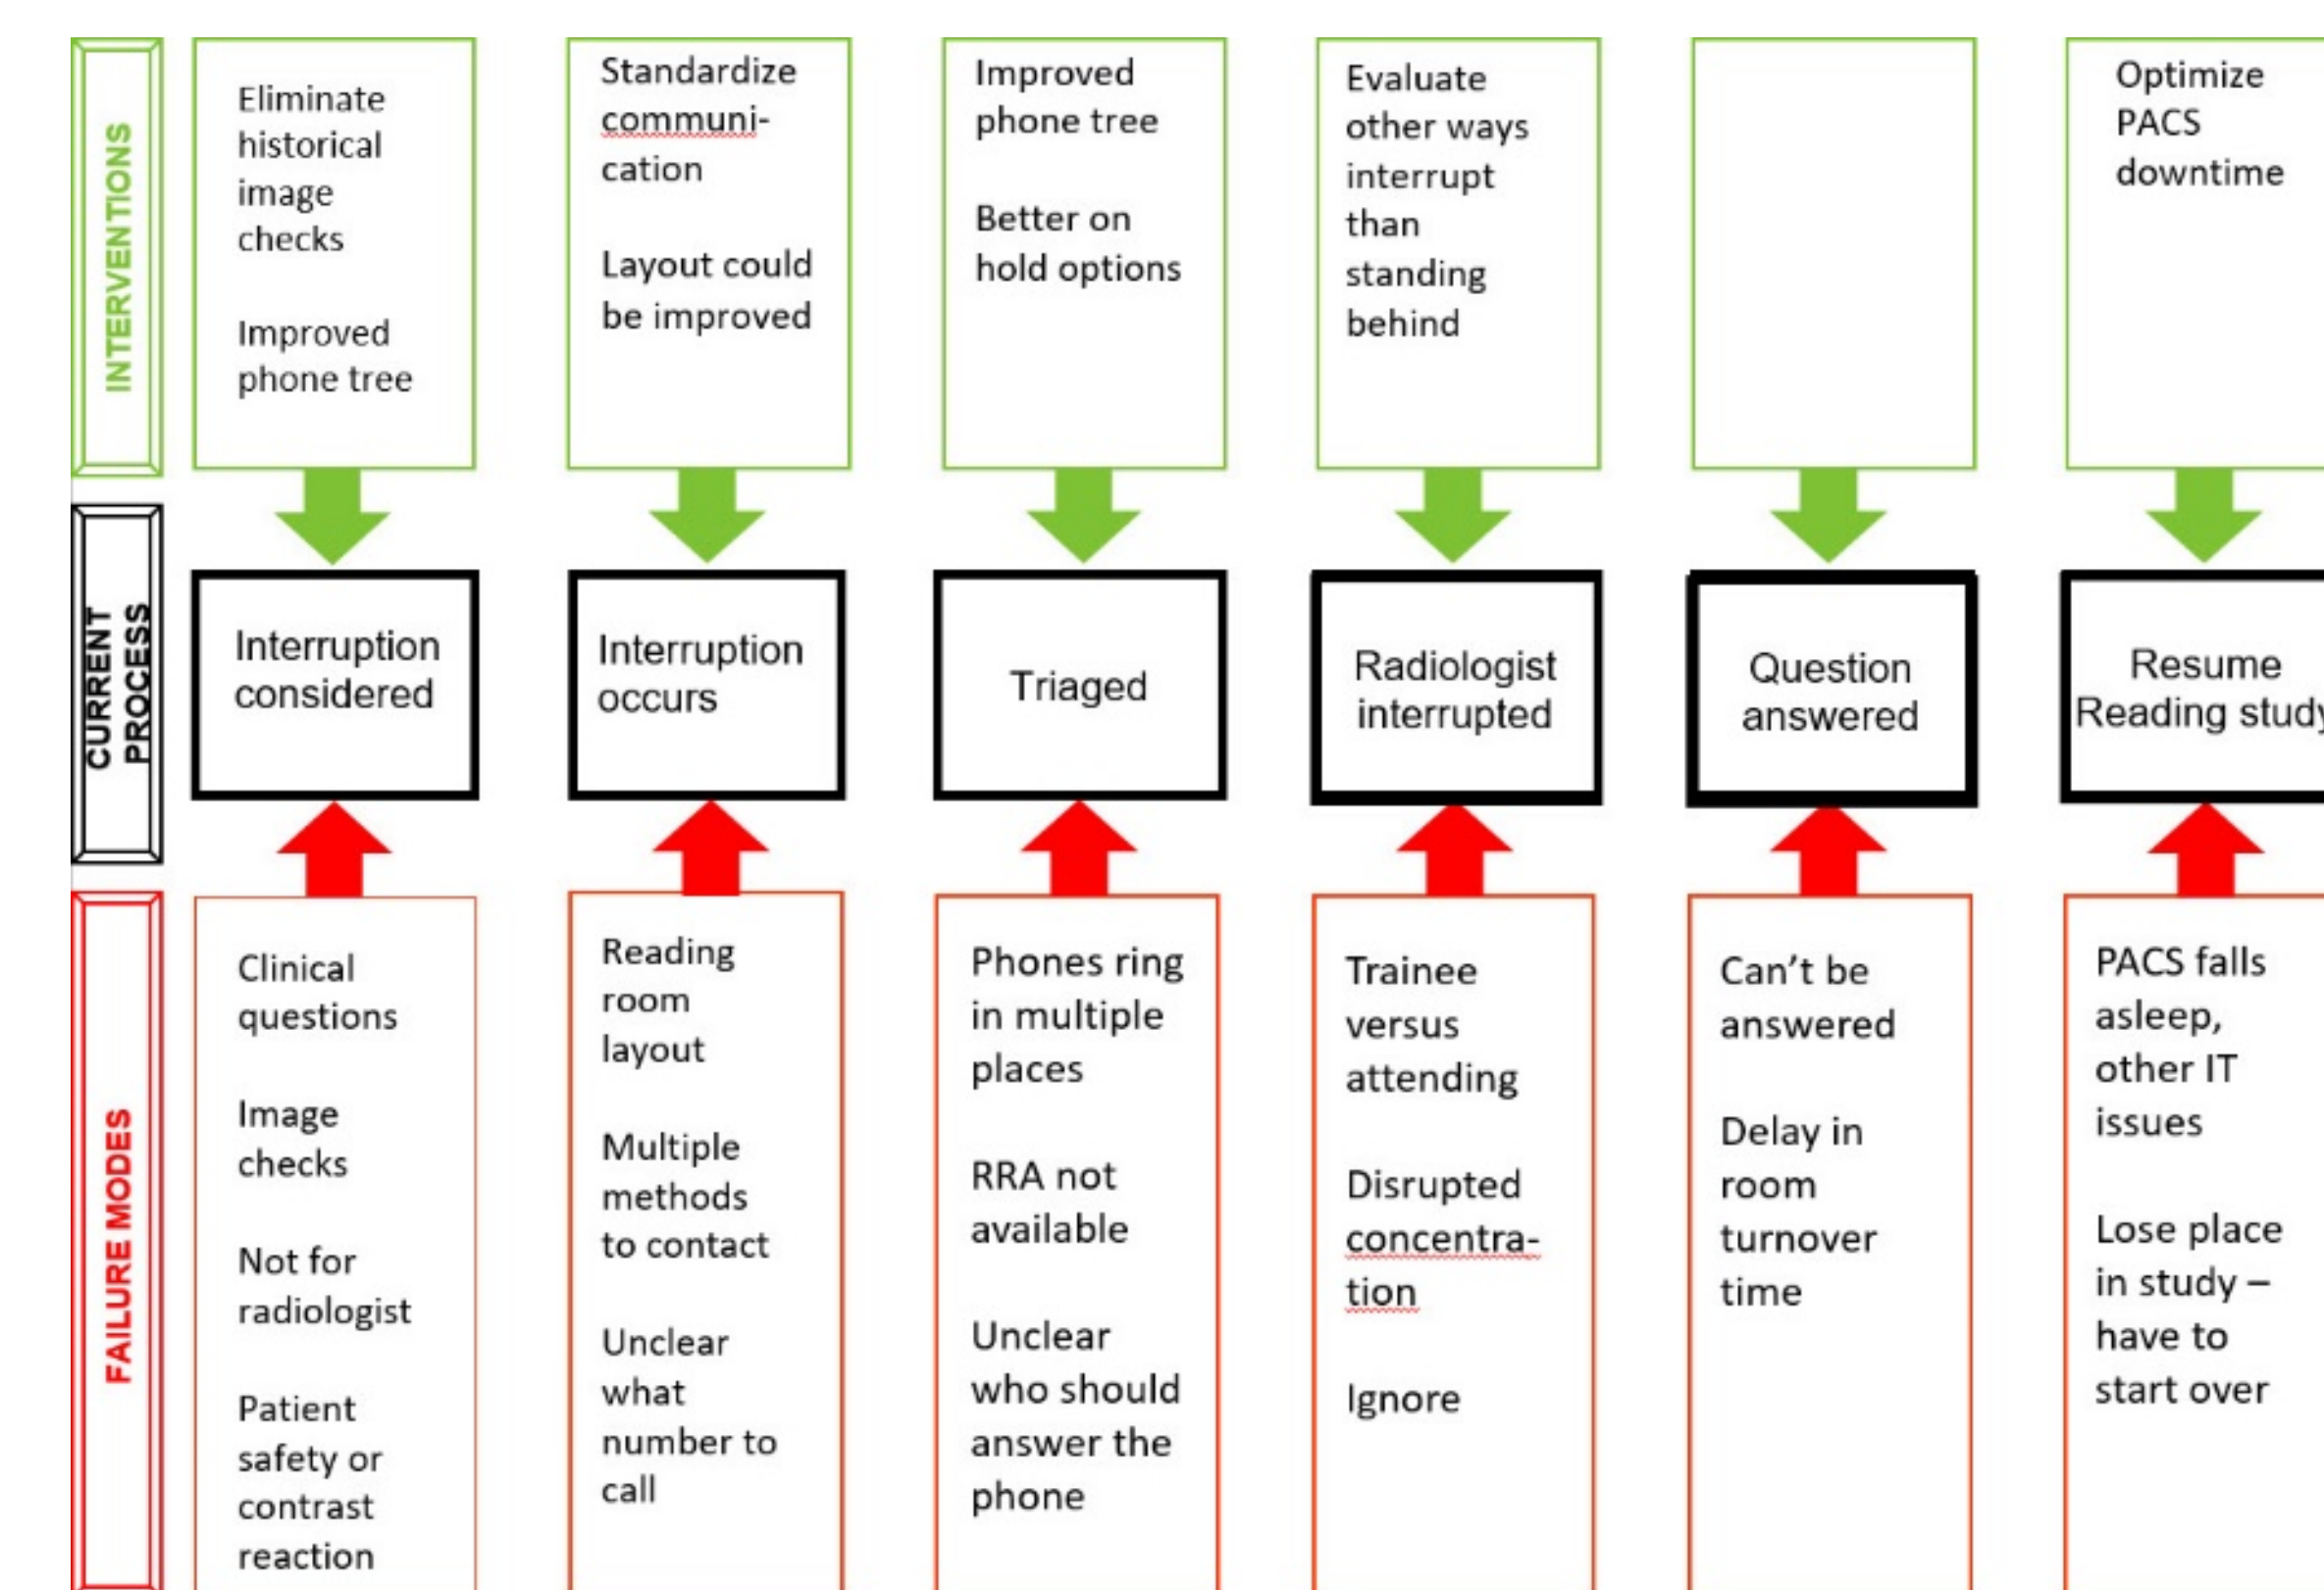 INTERVENTIONS
Eliminate
historical
image
checks
Improved
phone tree
Standardize
communi-
cation
Layout could
be improved
Improved
phone tree
Better on
hold options
Evaluate
other ways
interrupt
than
standing
behind
Optimize
PACS
downtime
CURRENT
PROCESS
Interruption
considered
Interruption
occurs
Triaged
Radiologist
interrupted
Question
answered
Resume
Reading study
FAILURE MODES
Clinical
questions
Image
checks
Not for
radiologist
Patient
safety or
contrast
reaction
Reading
room
layout
Multiple
methods
to contact
Unclear
what
number to
call
Phones ring
in multiple
places
RRA not
available
Unclear
who should
answer the
phone
Trainee
versus
attending
Disrupted
concentra-
tion
Ignore
Can’t be
answered
Delay in
room
turnover
time
PACS falls
asleep,
other IT
issues
Lose place
in study –
have to
start over